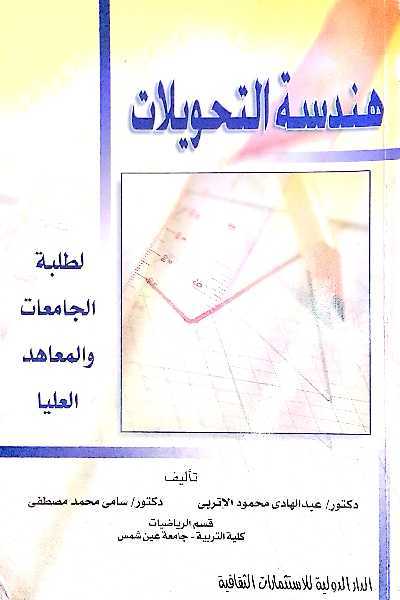 هندسة التحويلات
لطلبة
الجامعات
والمعاهد
العليا
تأليف
دكتور/ عبدالهادى محمود الاتربى دكتور/ سامى محمد مصطفى
قسم الرياضيات
كلية التربية - جامعة عين شمس
الدار الدولية للاستثمارات الثقافية